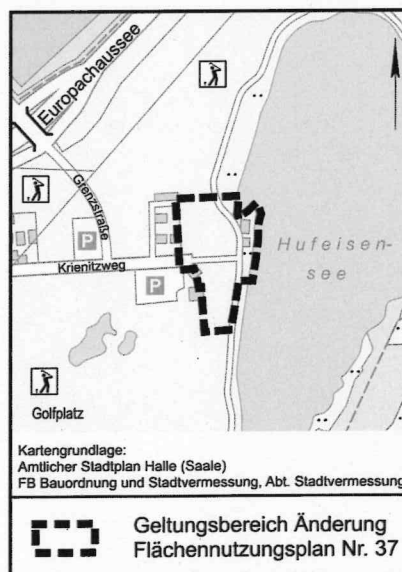 Europachaussee
Grenzstraße
P
Krienitzweg
P
Hufeisen-
see
Golfplatz
Kartengrundlage:
Amtlicher Stadtplan Halle (Saale)
FB Bauordnung und Stadtvermessung, Abt. Stadtvermessung
Geltungsbereich Änderung
Flächennutzungsplan Nr. 37